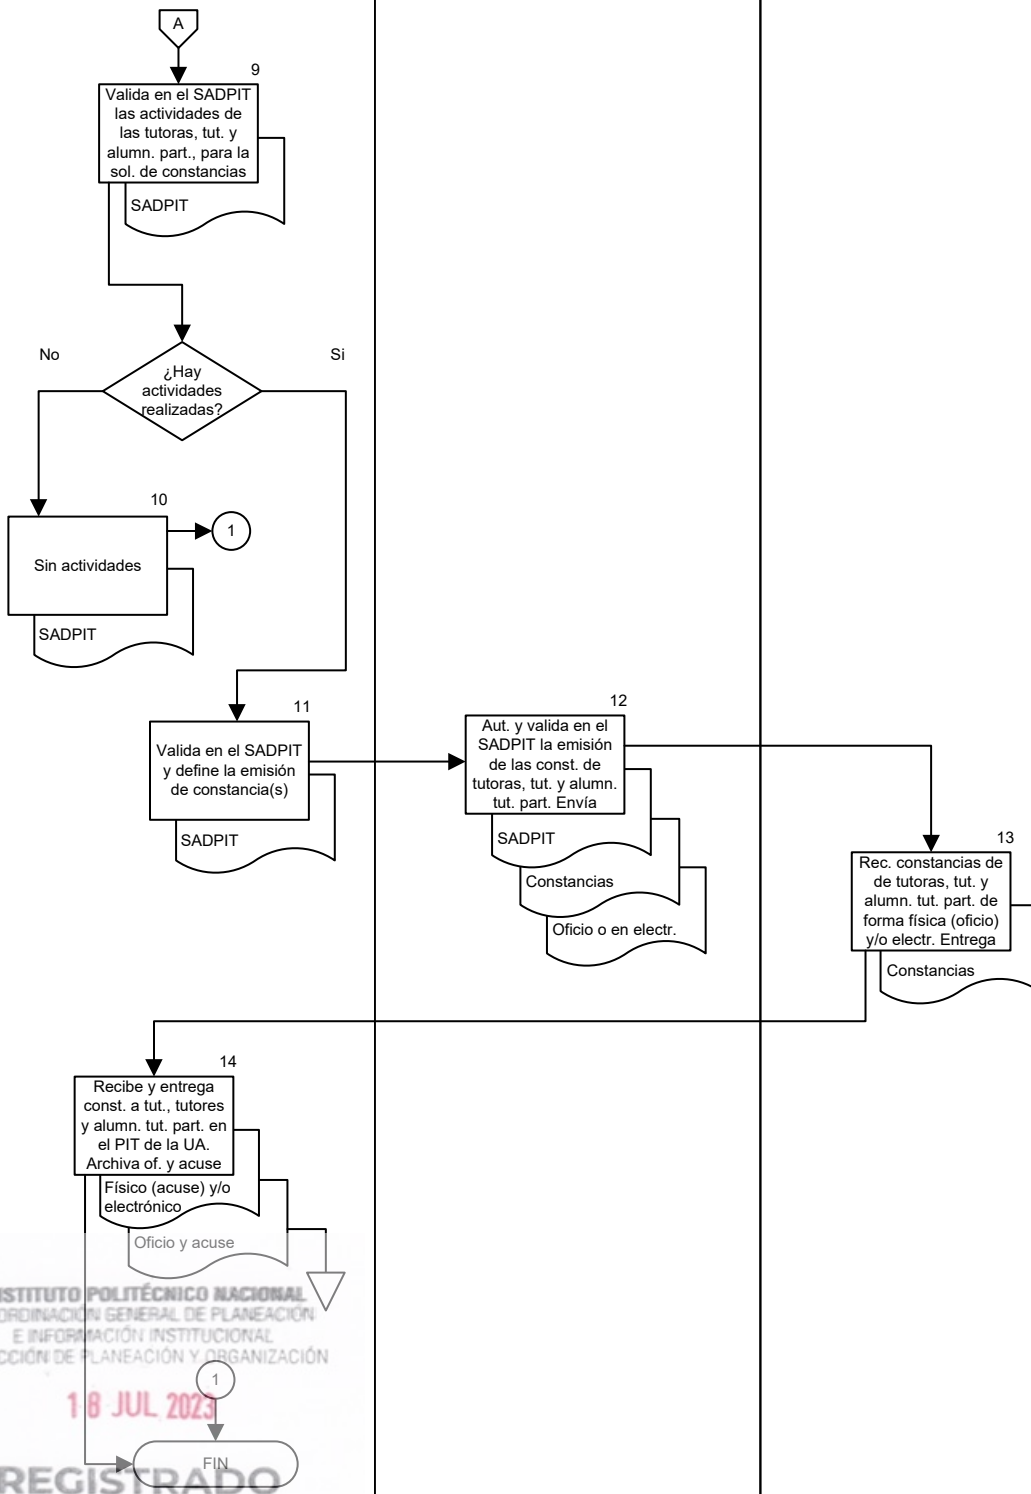 A
9
Valida en el SADPIT
las actividades de
las tutoras, tut. y
alumn. part., para la
sol. de constancias
SADPIT
No
Si
¿Hay
actividades
realizadas?
10
Sin actividades
1
SADPIT
11
Valida en el SADPIT
y define la emisión
de constancia(s)
SADPIT
12
Aut. y valida en el
SADPIT la emisión
de las const. de
tutoras, tut. y alumn.
tut. part. Envía
SADPIT
Constancias
Oficio o en electr.
13
Rec. constancias de
de tutoras, tut. y
alumn. tut. part. de
forma física (oficio)
y/o electr. Entrega
Constancias
14
Recibe y entrega
const. a tut., tutores
y alumn. tut. part. en
el PIT de la UA.
Archiva of. y acuse
Físico (acuse) y/o
electrónico
Oficio y acuse
STITUTO POLITÉCNICO NACIONAL
ORDINACIÓN GENERAL DE PLANEACIÓN
E INFORMACIÓN INSTITUCIONAL
CCIÓN DE PLANEACIÓN Y ORGANIZACIÓN
1
18 JUL 2023
FIN
REGISTRADO